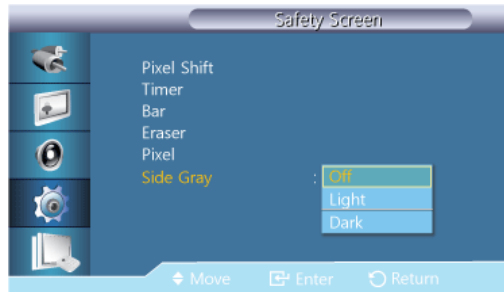 Safety Screen
Pixel Shift
Timer
Bar
Eraser
Pixel
Side Gray : Off
Light
Dark
Move Enter Return